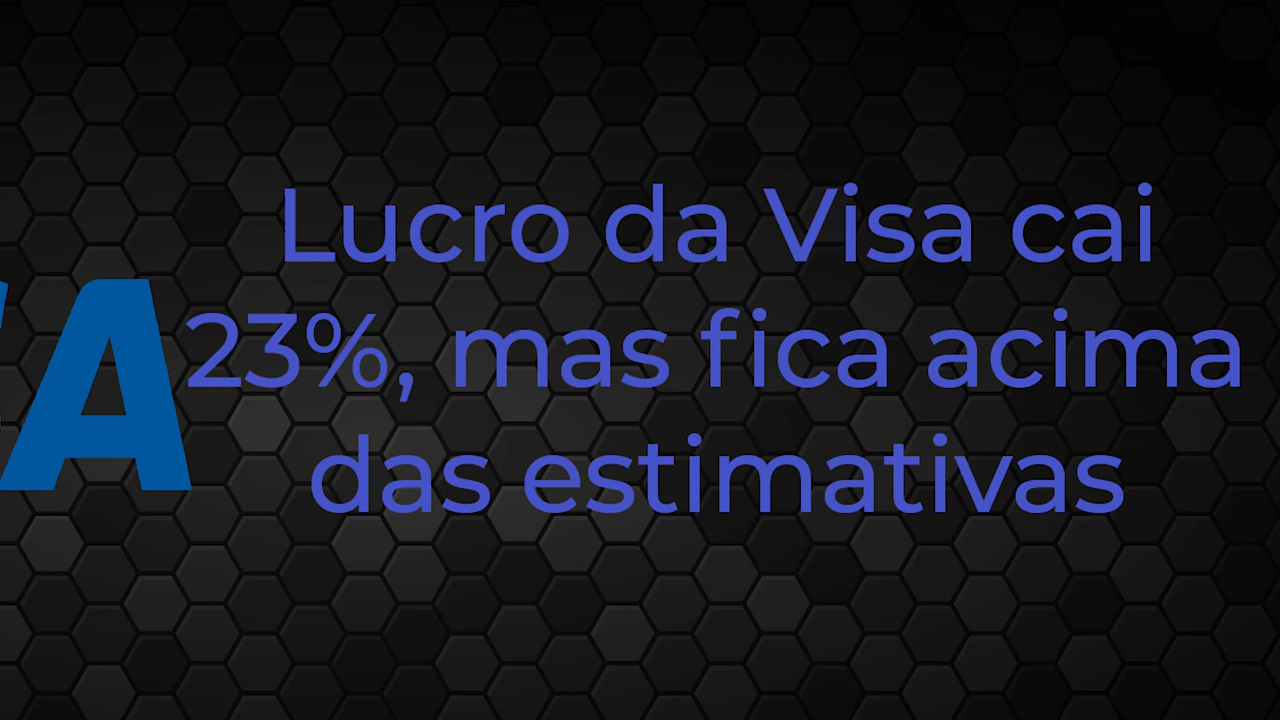 Lucro da Visa cai
23%, mas fica acima
das estimativas
A